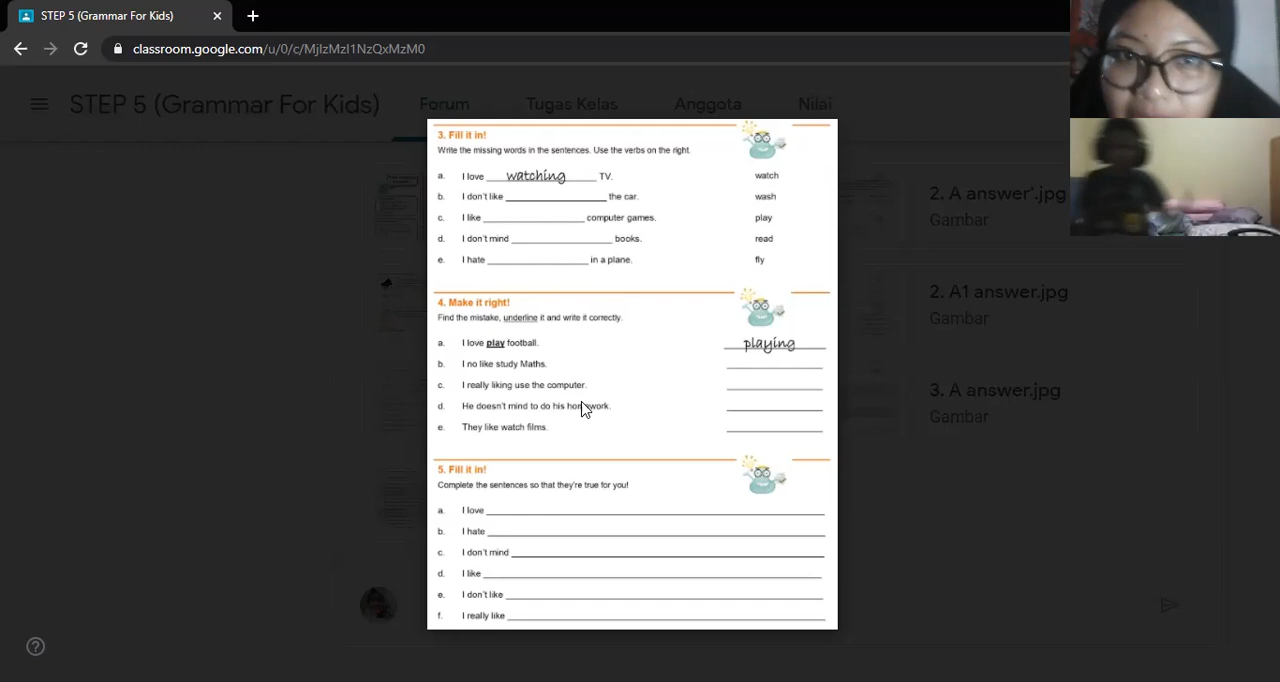 STEP 5 (Grammar For Kids)
classroom.google.com/u/0/c/MjIzMzI1NzQxMzM0
STEP 5 (Grammar For Kids) Forum Tugas Kelas Anggota Nilai
3. Fill it in!
Write the missing words in the sentences. Use the verbs on the right.
a. I love watching TV. watch
b. I don't like ____ the car. wash
c. I like ____ computer games. play
d. I don't mind ____ books. read
e. I hate ____ in a plane. fly
4. Make it right!
Find the mistake, underline it and write it correctly.
a. I love play football. playing
b. I no like study Maths.
c. I really liking use the computer.
d. He doesn't mind to do his homework.
e. They like watch films.
5. Fill it in!
Complete the sentences so that they're true for you!
a. I love
b. I hate
c. I don't mind
d. I like
e. I don't like
f. I really like
2. A answer'.jpg
Gambar
2. A1 answer.jpg
Gambar
3. A answer.jpg
Gambar